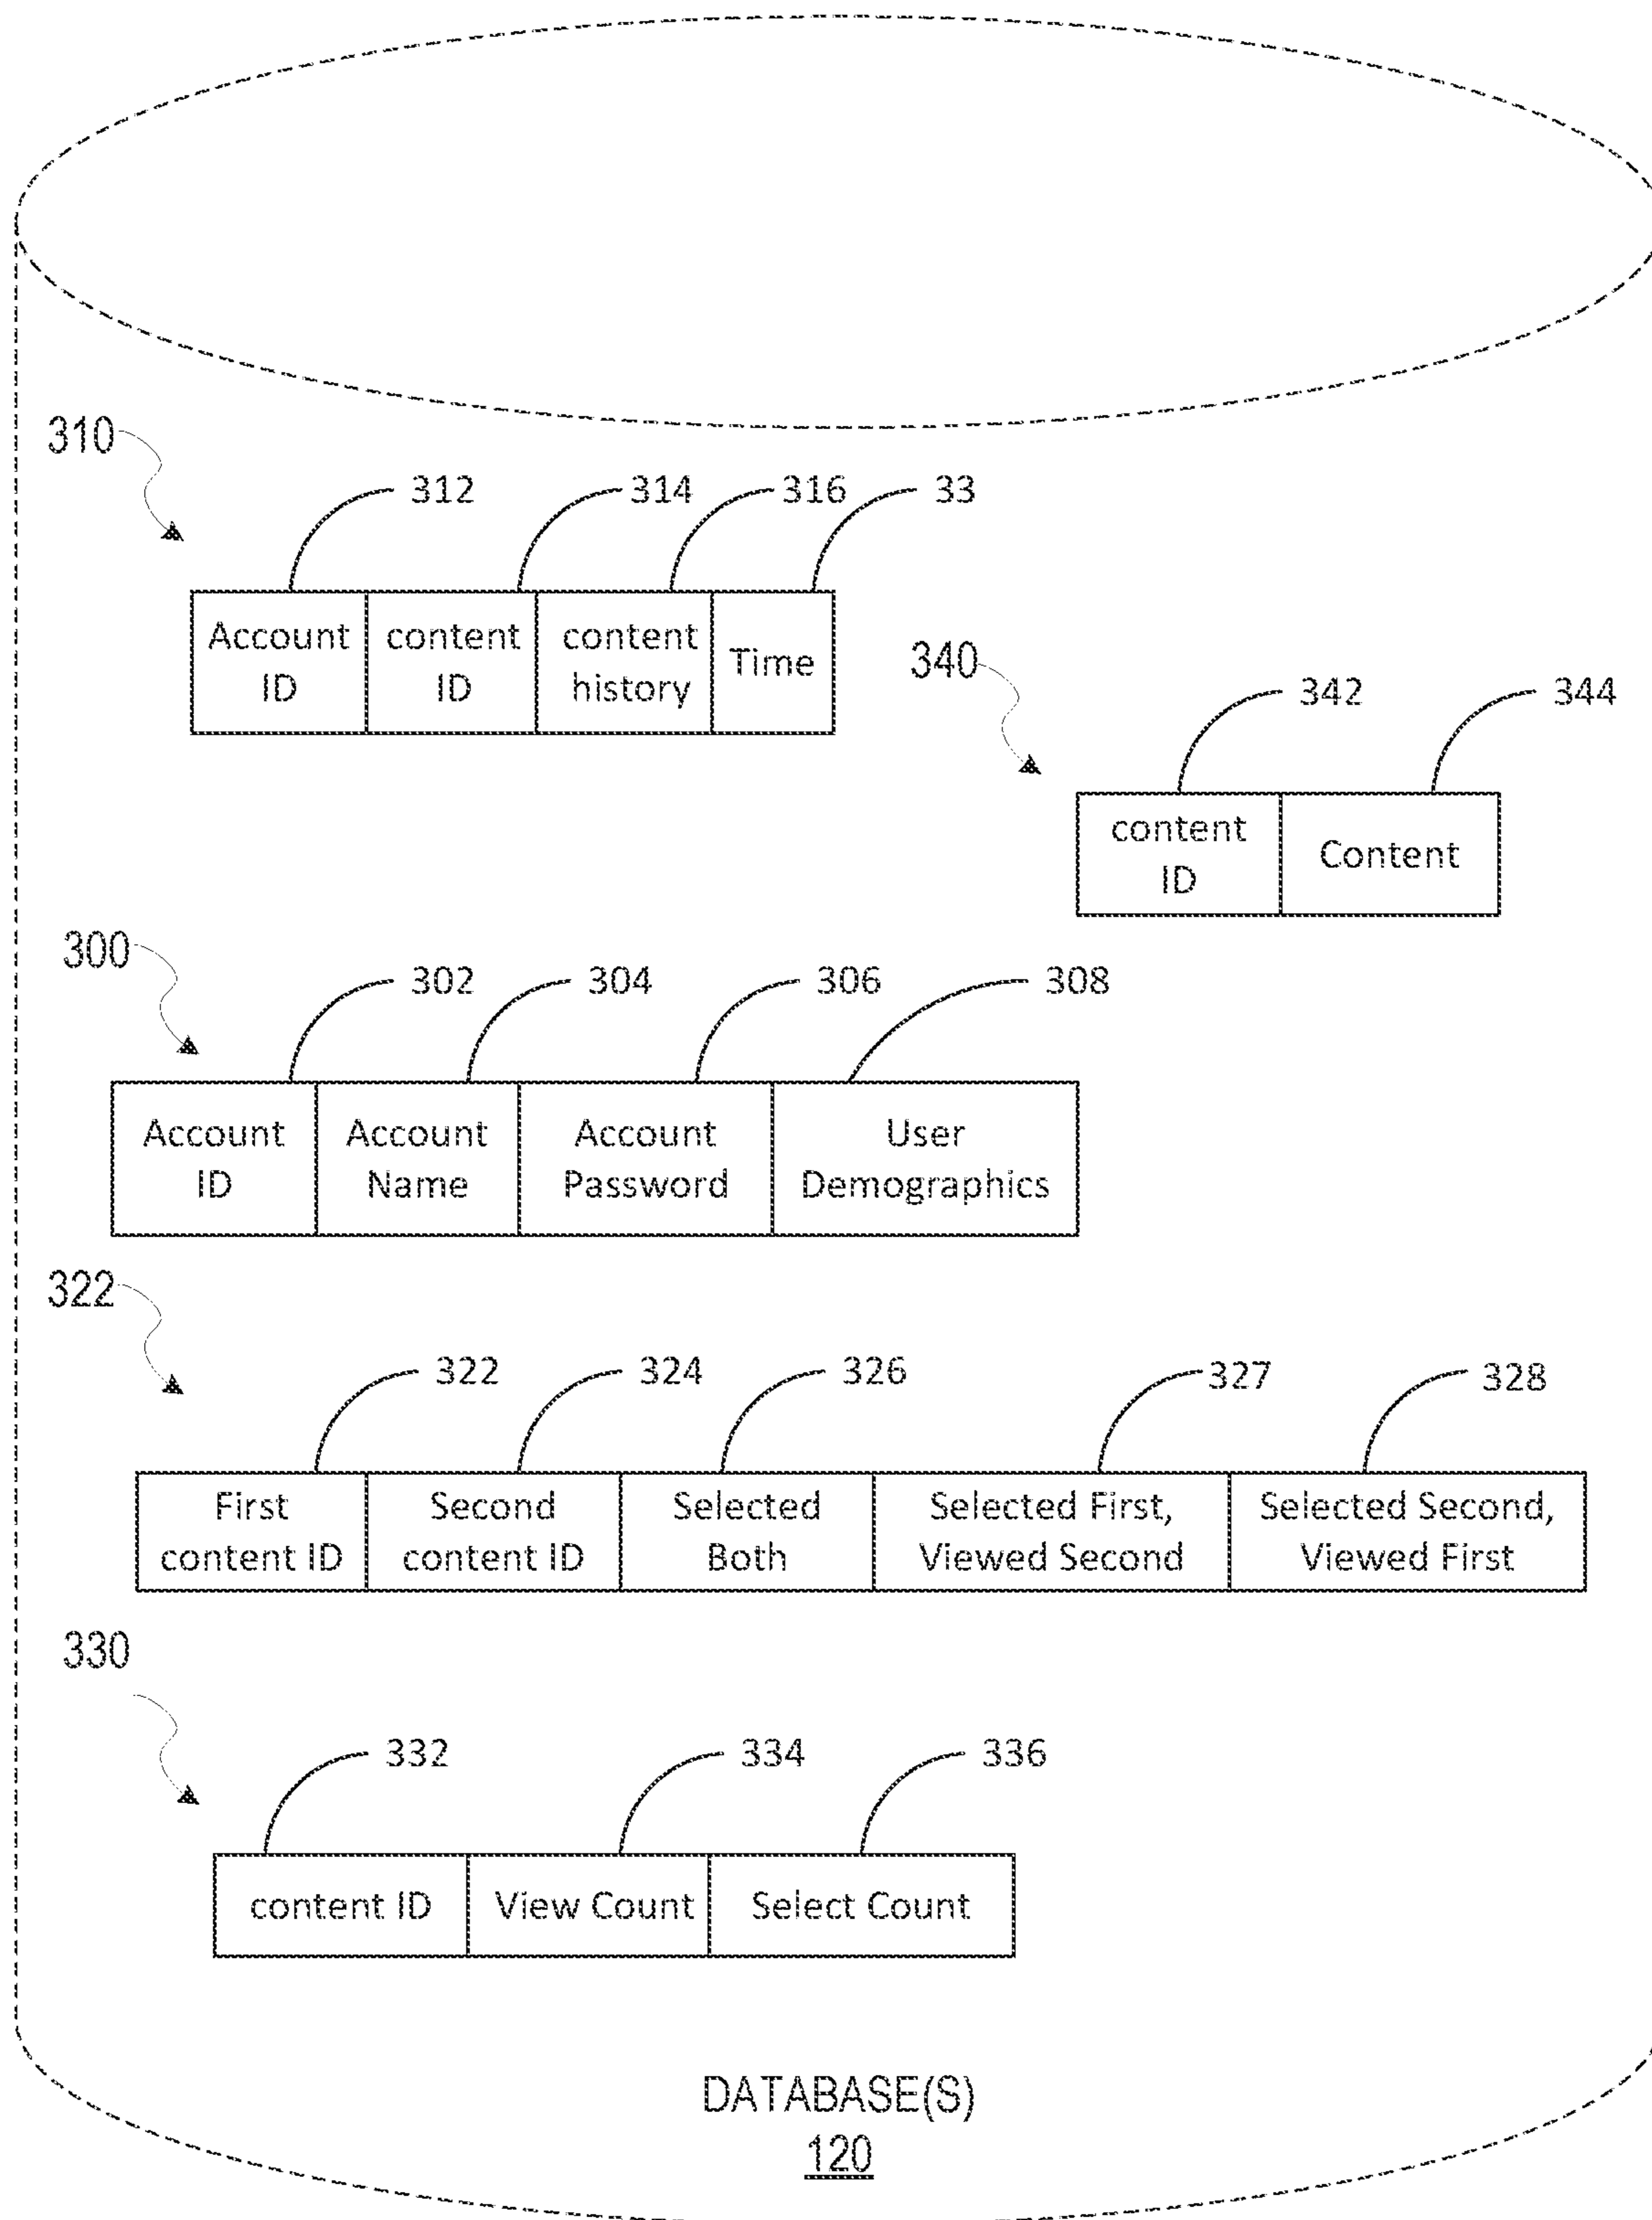 310
312
314
316
33
Account
ID
content
ID
content
history
Time
340
342
344
content
ID
Content
300
302
304
306
308
Account
ID
Account
Name
Account
Password
User
Demographics
322
322
324
326
327
328
First
content ID
Second
content ID
Selected
Both
Selected First,
Viewed Second
Selected Second,
Viewed First
330
332
334
336
content ID
View Count
Select Count
DATABASE(S)
120